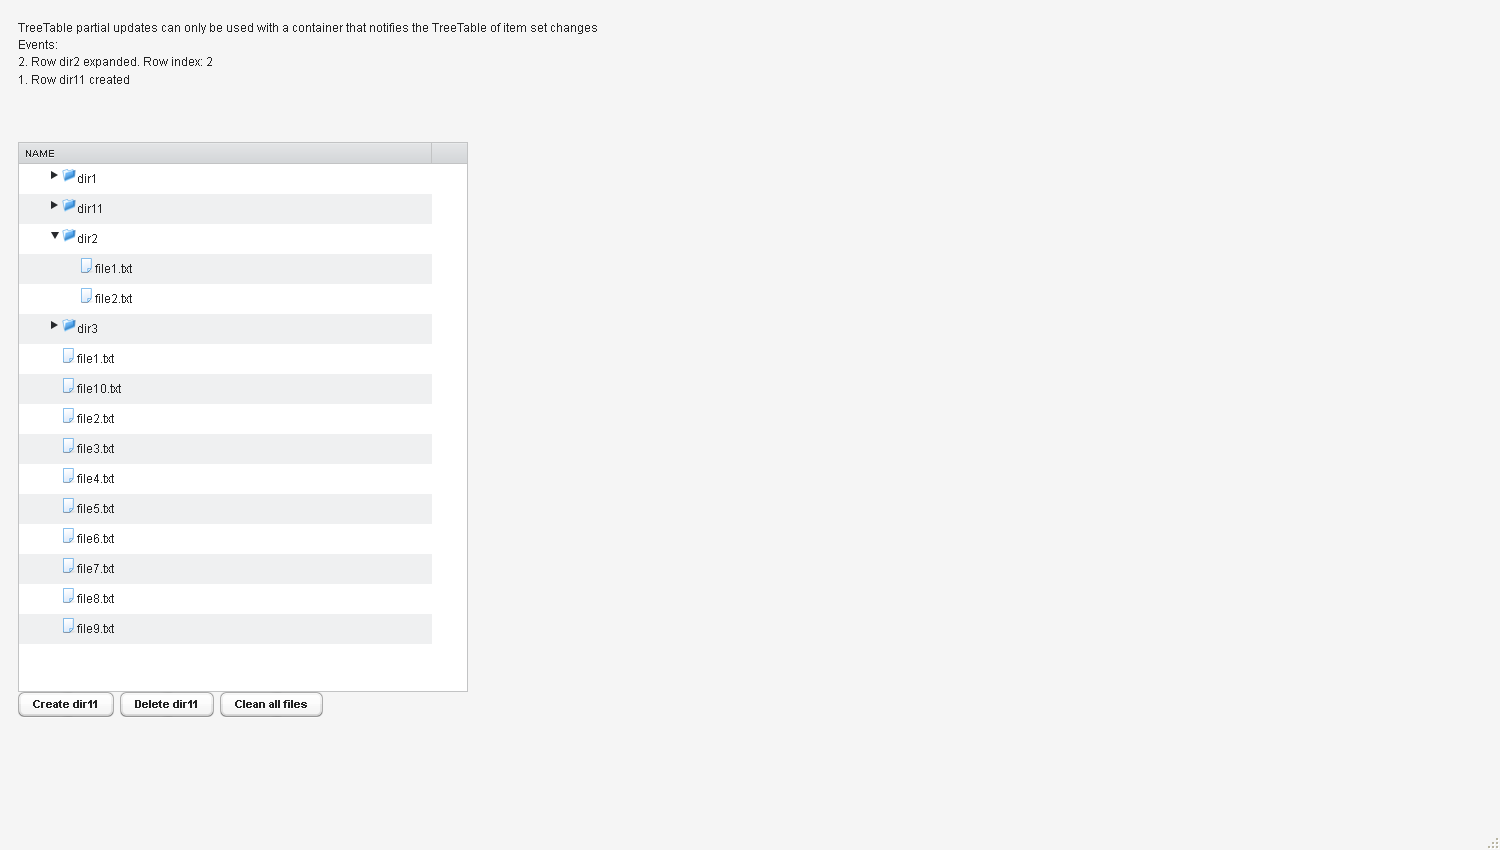 TreeTable partial updates can only be used with a container that notifies the TreeTable of item set changes
Events:
2. Row dir2 expanded. Row index: 2
1. Row dir11 created
NAME
dir1
dir11
dir2
file1.txt
file2.txt
dir3
file1.txt
file10.txt
file2.txt
file3.txt
file4.txt
file5.txt
file6.txt
file7.txt
file8.txt
file9.txt
Create dir11 Delete dir11 Clean all files